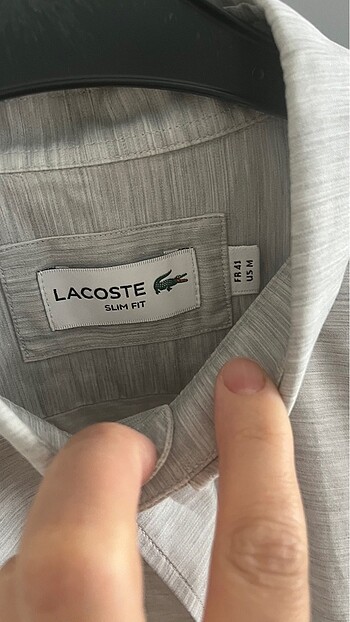 LACOSTE
SLIM FIT
FR 41
US M